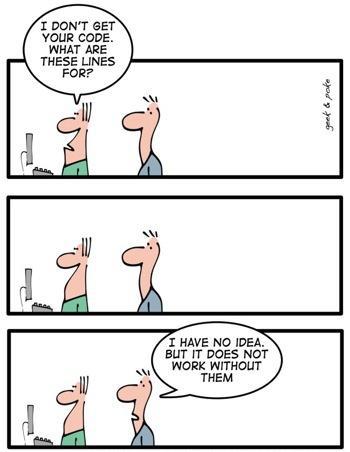 I DON'T GET
YOUR CODE.
WHAT ARE
THESE LINES
FOR?
geek & poke
I HAVE NO IDEA.
BUT IT DOES NOT
WORK WITHOUT
THEM